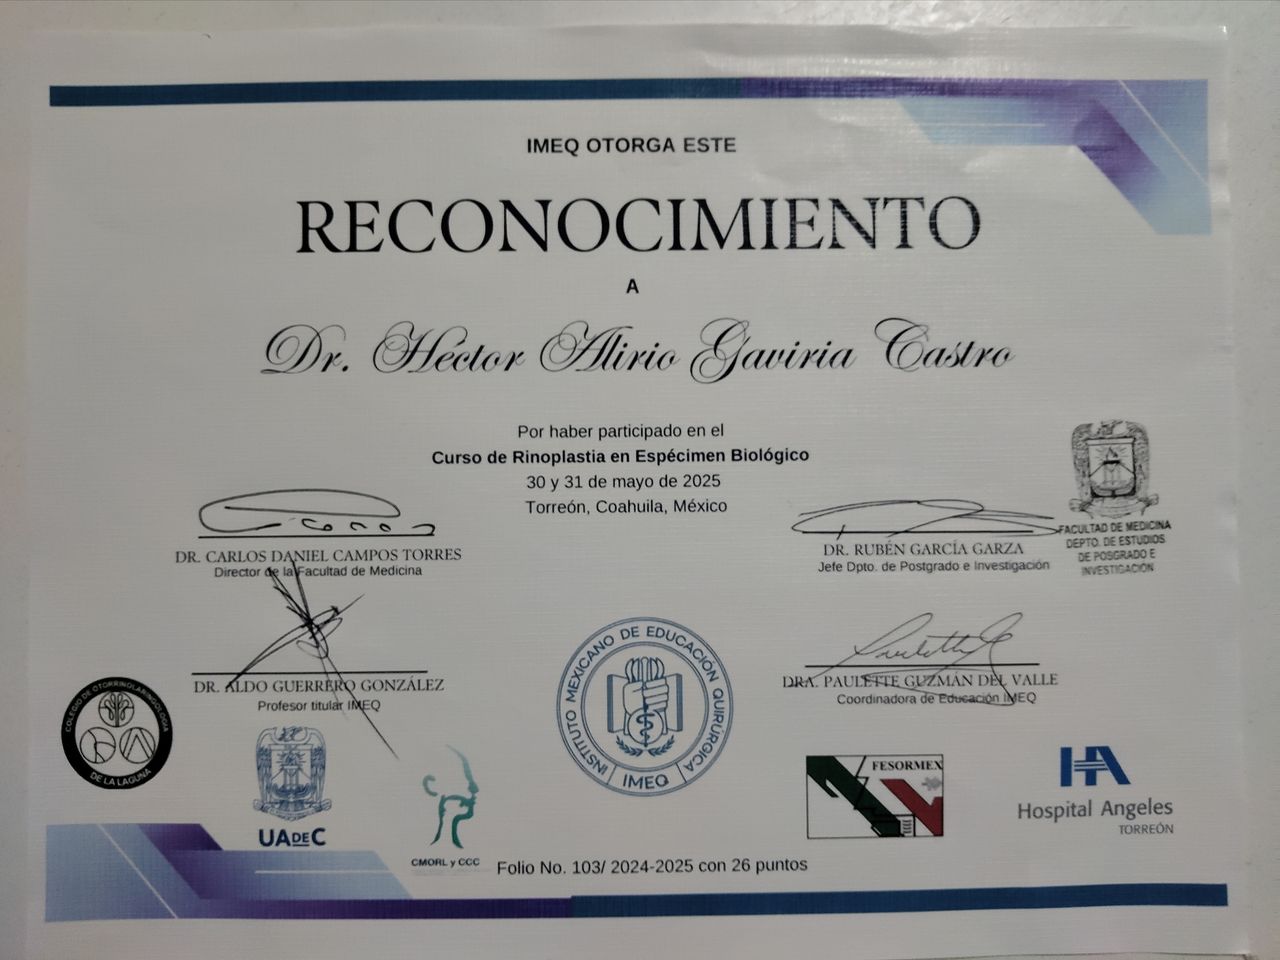 IMEQ OTORGA ESTE
RECONOCIMIENTO
A
Dr. Héctor Alirio Gaviria Castro
Por haber participado en el
Curso de Rinoplastia en Espécimen Biológico
30 y 31 de mayo de 2025
Torreón, Coahuila, México
DR. CARLOS DANIEL CAMPOS TORRES
Director de la Facultad de Medicina
DR. RUBÉN GARCÍA GARZA
Jefe Dpto. de Postgrado e Investigación
FACULTAD DE MEDICINA
DEPTO. DE ESTUDIOS
DE POSGRADO E
INVESTIGACIÓN
DR. ALDO GUERRERO GONZÁLEZ
Profesor titular IMEQ
DRA. PAULETTE GUZMÁN DEL VALLE
Coordinadora de Educación IMEQ
COLEGIO DE OTORRINOLARINGOLOGIA
DE LA LAGUNA
UADEC
CMORL y CCC
INSTITUTO MEXICANO DE EDUCACIÓN QUIRÚRGICA
IMEQ
FESORMEX
HA
Hospital Angeles
TORREÓN
Folio No. 103/ 2024-2025 con 26 puntos